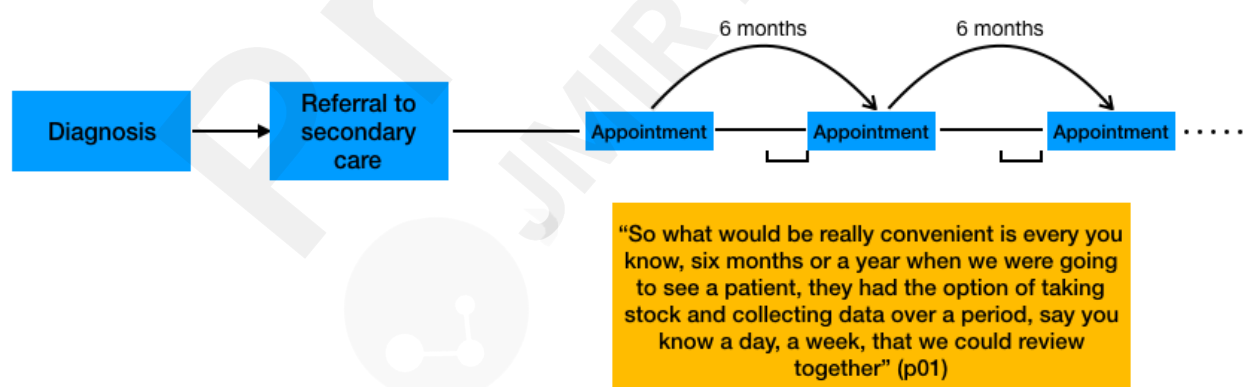 6 months
6 months
Diagnosis
Referral to
secondary
care
Appointment
Appointment
Appointment
“So what would be really convenient is every you
know, six months or a year when we were going
to see a patient, they had the option of taking
stock and collecting data over a period, say you
know a day, a week, that we could review
together” (p01)
Pr
JMIR